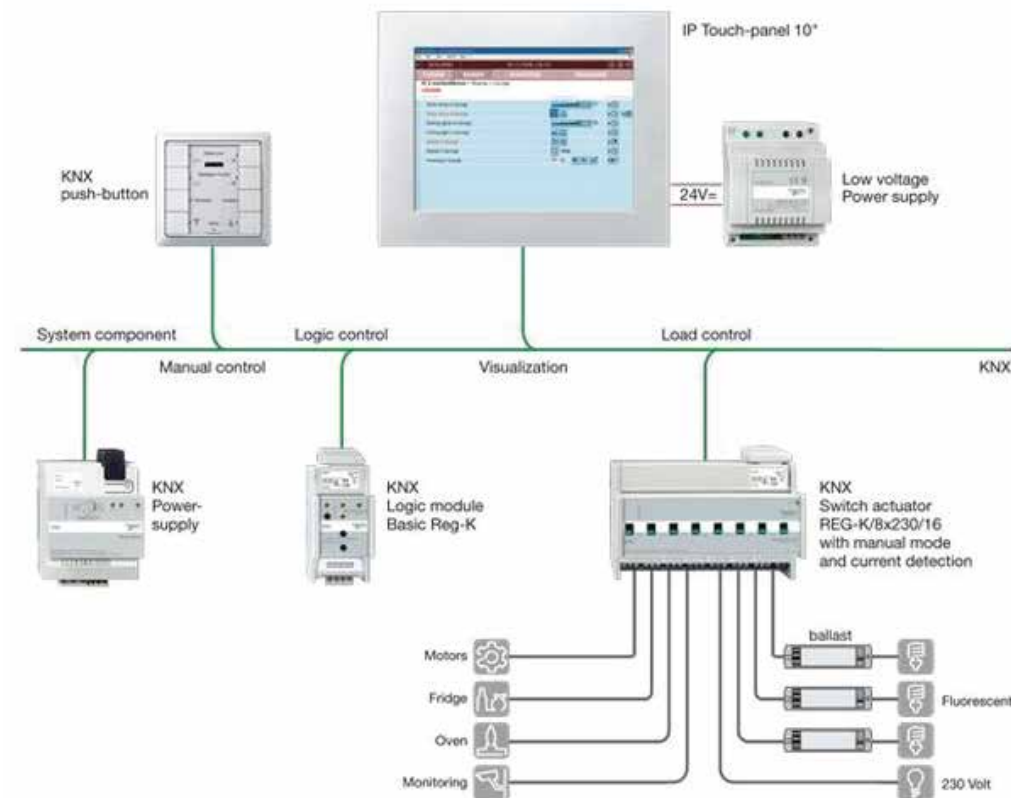 IP Touch-panel 10"
KNX
push-button
24V=
Low voltage
Power supply
System component
Logic control
Load control
Manual control
Visualization
KNX
KNX
Power-
supply
KNX
Logic module
Basic Reg-K
KNX
Switch actuator
REG-K/8x230/16
with manual mode
and current detection
ballast
Motors
Fridge
Fluorescent
Oven
Monitoring
230 Volt